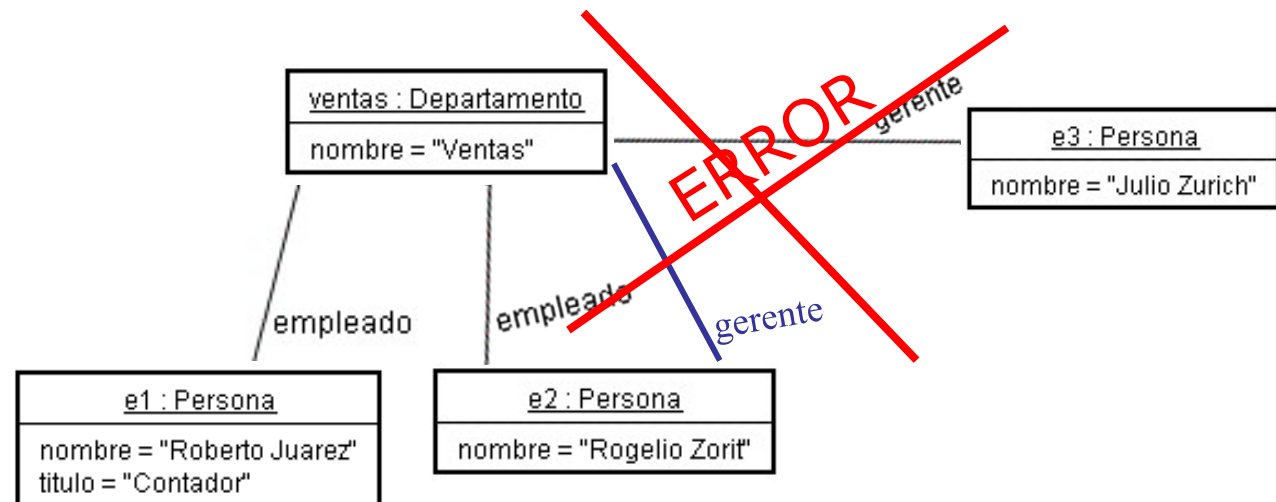 ventas : Departamento
nombre = "Ventas"
ERROR
gerente
e3 : Persona
nombre = "Julio Zurich"
empleado
empleado
gerente
e1 : Persona
nombre = "Roberto Juarez"
titulo = "Contador"
e2 : Persona
nombre = "Rogelio Zorit"